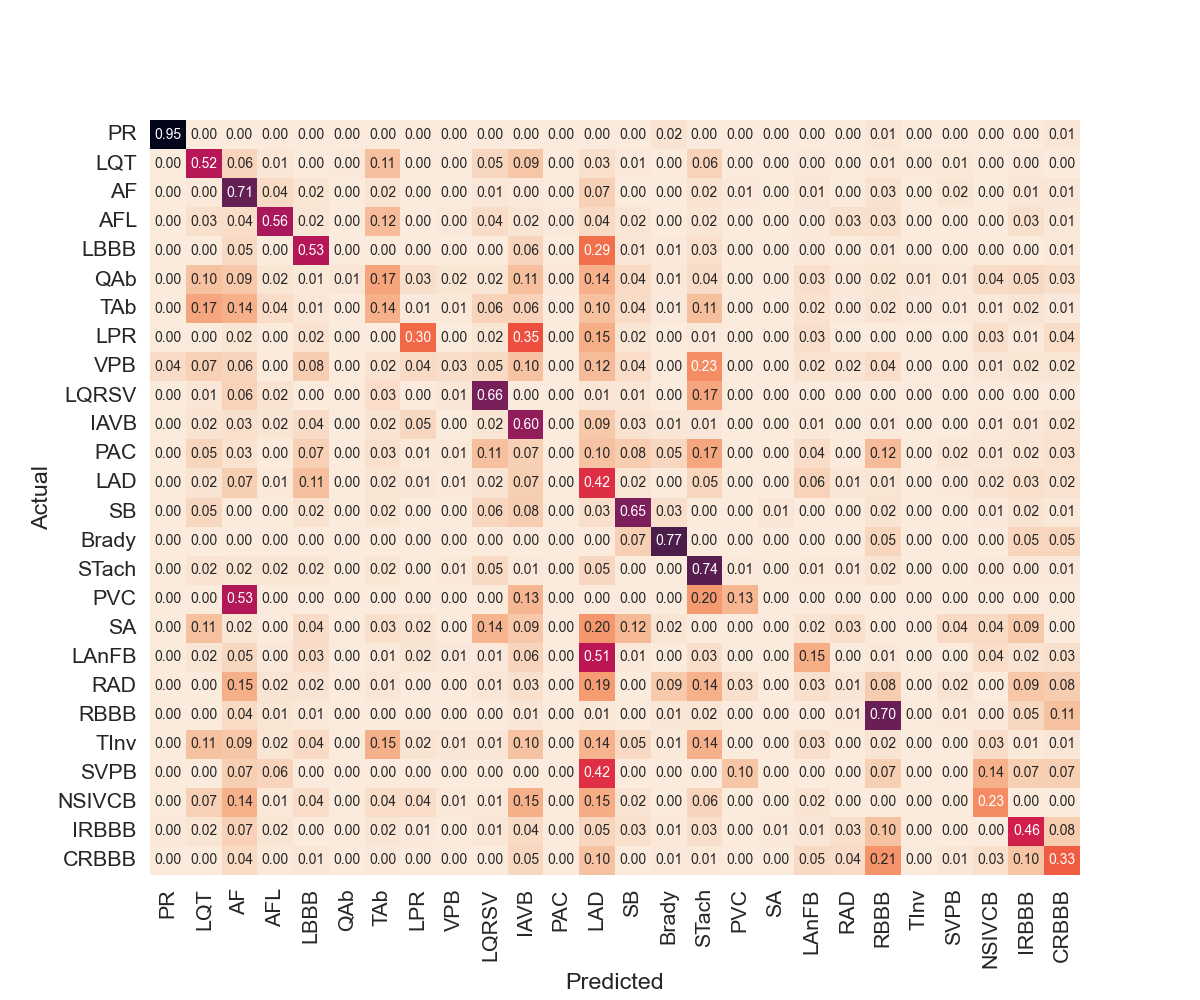 PR 0.95 0.00 0.00 0.00 0.00 0.00 0.00 0.00 0.00 0.00 0.00 0.00 0.00 0.00 0.02 0.00 0.00 0.00 0.00 0.00 0.01 0.00 0.00 0.00 0.00 0.01
LQT 0.00 0.52 0.06 0.01 0.00 0.00 0.11 0.00 0.00 0.05 0.09 0.00 0.03 0.01 0.00 0.06 0.00 0.00 0.00 0.00 0.01 0.00 0.01 0.00 0.00 0.00
AF 0.00 0.00 0.71 0.04 0.02 0.00 0.02 0.00 0.00 0.01 0.00 0.00 0.07 0.00 0.00 0.02 0.01 0.00 0.01 0.00 0.03 0.00 0.02 0.00 0.01 0.01
AFL 0.00 0.03 0.04 0.56 0.02 0.00 0.12 0.00 0.00 0.04 0.02 0.00 0.04 0.02 0.00 0.02 0.00 0.00 0.00 0.03 0.03 0.00 0.00 0.00 0.03 0.01
LBBB 0.00 0.00 0.05 0.00 0.53 0.00 0.00 0.00 0.00 0.00 0.06 0.00 0.29 0.01 0.01 0.03 0.00 0.00 0.00 0.00 0.01 0.00 0.00 0.00 0.00 0.01
QAb 0.00 0.10 0.09 0.02 0.01 0.01 0.17 0.03 0.02 0.02 0.11 0.00 0.14 0.04 0.01 0.04 0.00 0.00 0.03 0.00 0.02 0.01 0.01 0.04 0.05 0.03
TAb 0.00 0.17 0.14 0.04 0.01 0.00 0.14 0.01 0.01 0.06 0.06 0.00 0.10 0.04 0.01 0.11 0.00 0.00 0.02 0.00 0.02 0.00 0.01 0.01 0.02 0.01
LPR 0.00 0.00 0.02 0.00 0.02 0.00 0.00 0.30 0.00 0.02 0.35 0.00 0.15 0.02 0.00 0.01 0.00 0.00 0.03 0.00 0.00 0.00 0.00 0.03 0.01 0.04
VPB 0.04 0.07 0.06 0.00 0.08 0.00 0.02 0.04 0.03 0.05 0.10 0.00 0.12 0.04 0.00 0.23 0.00 0.00 0.02 0.02 0.04 0.00 0.00 0.01 0.02 0.02
LQRSV 0.00 0.01 0.06 0.02 0.00 0.00 0.03 0.00 0.01 0.66 0.00 0.00 0.01 0.01 0.00 0.17 0.00 0.00 0.00 0.00 0.00 0.00 0.00 0.00 0.01 0.00
IAVB 0.00 0.02 0.03 0.02 0.04 0.00 0.02 0.05 0.00 0.02 0.60 0.00 0.09 0.03 0.01 0.01 0.00 0.00 0.01 0.00 0.01 0.00 0.00 0.01 0.01 0.02
PAC 0.00 0.05 0.03 0.00 0.07 0.00 0.03 0.01 0.01 0.11 0.07 0.00 0.10 0.08 0.05 0.17 0.00 0.00 0.04 0.00 0.12 0.00 0.02 0.01 0.02 0.03
LAD 0.00 0.02 0.07 0.01 0.11 0.00 0.02 0.01 0.01 0.02 0.07 0.00 0.42 0.02 0.00 0.05 0.00 0.00 0.06 0.01 0.01 0.00 0.00 0.02 0.03 0.02
SB 0.00 0.05 0.00 0.00 0.02 0.00 0.02 0.00 0.00 0.06 0.08 0.00 0.03 0.65 0.03 0.00 0.00 0.01 0.00 0.00 0.02 0.00 0.00 0.01 0.02 0.01
Brady 0.00 0.00 0.00 0.00 0.00 0.00 0.00 0.00 0.00 0.00 0.00 0.00 0.00 0.07 0.77 0.00 0.00 0.00 0.00 0.00 0.05 0.00 0.00 0.00 0.05 0.05
STach 0.00 0.02 0.02 0.02 0.02 0.00 0.02 0.00 0.01 0.05 0.01 0.00 0.05 0.00 0.00 0.74 0.01 0.00 0.01 0.01 0.02 0.00 0.00 0.00 0.00 0.01
PVC 0.00 0.00 0.53 0.00 0.00 0.00 0.00 0.00 0.00 0.00 0.13 0.00 0.00 0.00 0.00 0.20 0.13 0.00 0.00 0.00 0.00 0.00 0.00 0.00 0.00 0.00
SA 0.00 0.11 0.02 0.00 0.04 0.00 0.03 0.02 0.00 0.14 0.09 0.00 0.20 0.12 0.02 0.00 0.00 0.00 0.02 0.03 0.00 0.00 0.04 0.04 0.09 0.00
LAnFB 0.00 0.02 0.05 0.00 0.03 0.00 0.01 0.02 0.01 0.01 0.06 0.00 0.51 0.01 0.00 0.03 0.00 0.00 0.15 0.00 0.01 0.00 0.00 0.04 0.02 0.03
RAD 0.00 0.00 0.15 0.02 0.02 0.00 0.01 0.00 0.00 0.01 0.03 0.00 0.19 0.00 0.09 0.14 0.03 0.00 0.03 0.01 0.08 0.00 0.02 0.00 0.09 0.08
RBBB 0.00 0.00 0.04 0.01 0.01 0.00 0.00 0.00 0.00 0.00 0.01 0.00 0.01 0.00 0.01 0.02 0.00 0.00 0.00 0.01 0.70 0.00 0.01 0.00 0.05 0.11
TInv 0.00 0.11 0.09 0.02 0.04 0.00 0.15 0.02 0.01 0.01 0.10 0.00 0.14 0.05 0.01 0.14 0.00 0.00 0.03 0.00 0.02 0.00 0.00 0.03 0.01 0.01
SVPB 0.00 0.00 0.07 0.06 0.00 0.00 0.00 0.00 0.00 0.00 0.00 0.00 0.42 0.00 0.00 0.00 0.10 0.00 0.00 0.00 0.07 0.00 0.00 0.14 0.07 0.07
NSIVCB 0.00 0.07 0.14 0.01 0.04 0.00 0.04 0.04 0.01 0.01 0.15 0.00 0.15 0.02 0.00 0.06 0.00 0.00 0.02 0.00 0.00 0.00 0.00 0.23 0.00 0.00
IRBBB 0.00 0.02 0.07 0.02 0.00 0.00 0.02 0.01 0.00 0.01 0.04 0.00 0.05 0.03 0.01 0.03 0.00 0.01 0.01 0.03 0.10 0.00 0.00 0.00 0.46 0.08
CRBBB 0.00 0.00 0.04 0.00 0.01 0.00 0.00 0.00 0.00 0.00 0.05 0.00 0.10 0.00 0.01 0.01 0.00 0.00 0.05 0.04 0.21 0.00 0.01 0.03 0.10 0.33
Actual
PR LQT AF AFL LBBB QAb TAb LPR VPB LQRSV IAVB PAC LAD SB Brady STach PVC SA LAnFB RAD RBBB TInv SVPB NSIVCB IRBBB CRBBB
Predicted